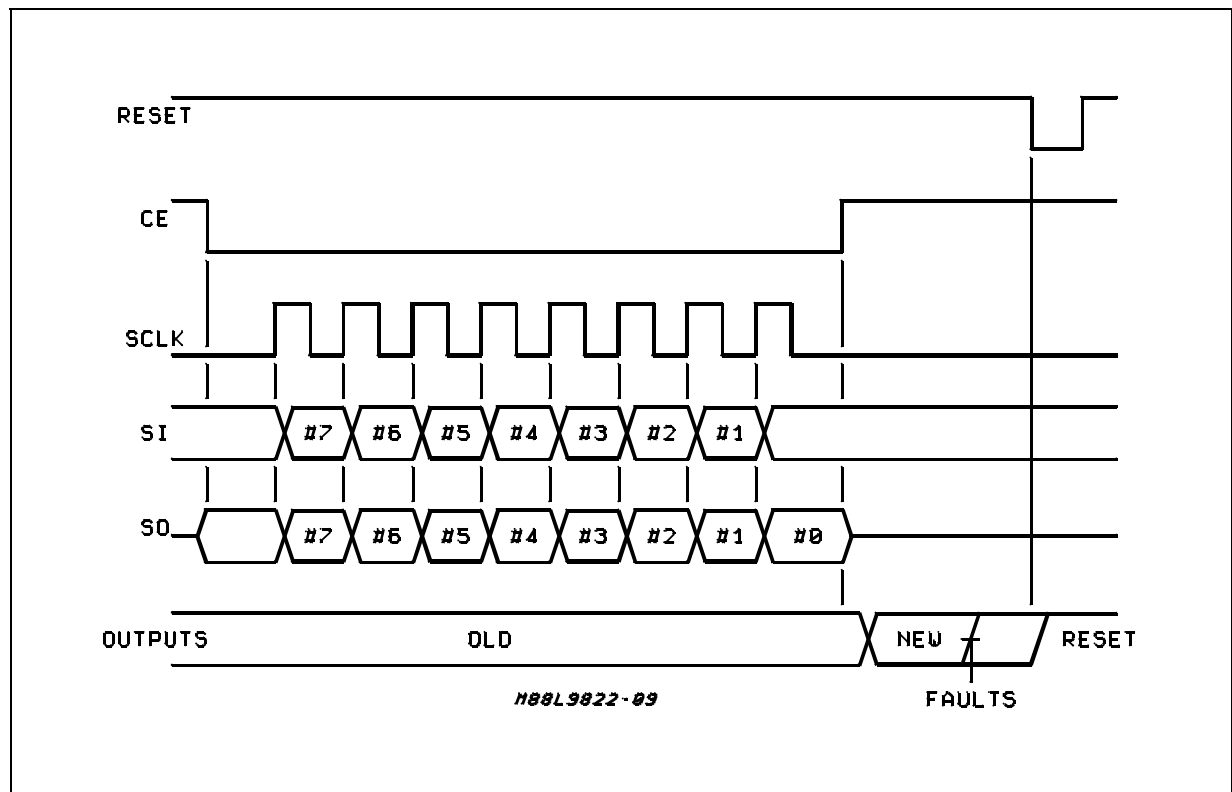 RESET
CE
SCLK
SI #7 #6 #5 #4 #3 #2 #1
SO #7 #6 #5 #4 #3 #2 #1 #0
OUTPUTS OLD NEW RESET
M88L9822-09 FAULTS